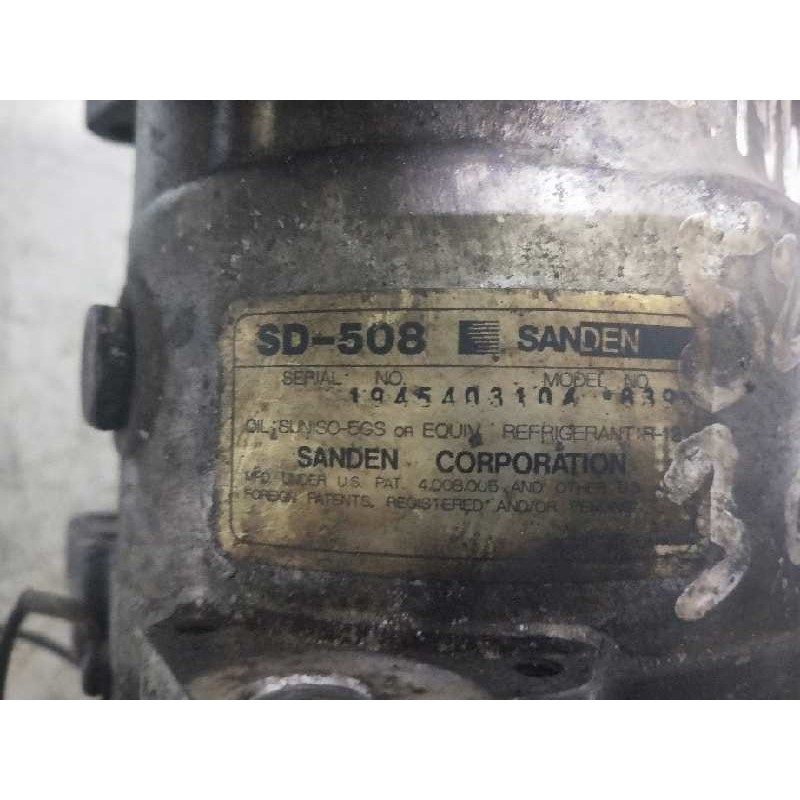 SD-508 SANDEN
SERIAL NO. MODEL NO.
1945403104
OIL: SUNISO-5GS OR EQUIV. REFRIGERANT
SANDEN CORPORATION
MFD. UNDER U.S. PAT. 4,008,005 AND OTHER U.S.
FOREIGN PATENTS, REGISTERED AND/OR PENDING